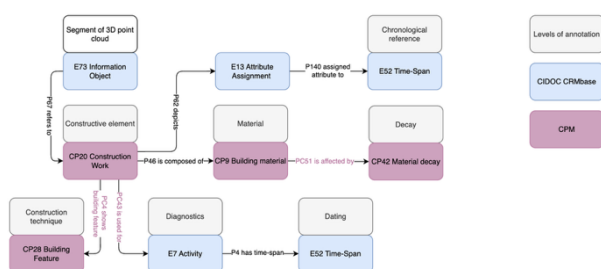 Segment of 3D point
cloud
E73 Information
Object
Chronological
reference
E13 Attribute
Assignment
P140 assigned
attribute to
E52 Time-Span
Levels of annotation
CIDOC CRMbase
CPM
P67 refers to
P62 depicts
Constructive element
CP20 Construction
Work
P46 is composed of
Material
CP9 Building material
PC51 is affected by
Decay
CP42 Material decay
PC4 shows
building feature
PC43 is used for
Construction
technique
CP28 Building
Feature
Diagnostics
E7 Activity
P4 has time-span
Dating
E52 Time-Span